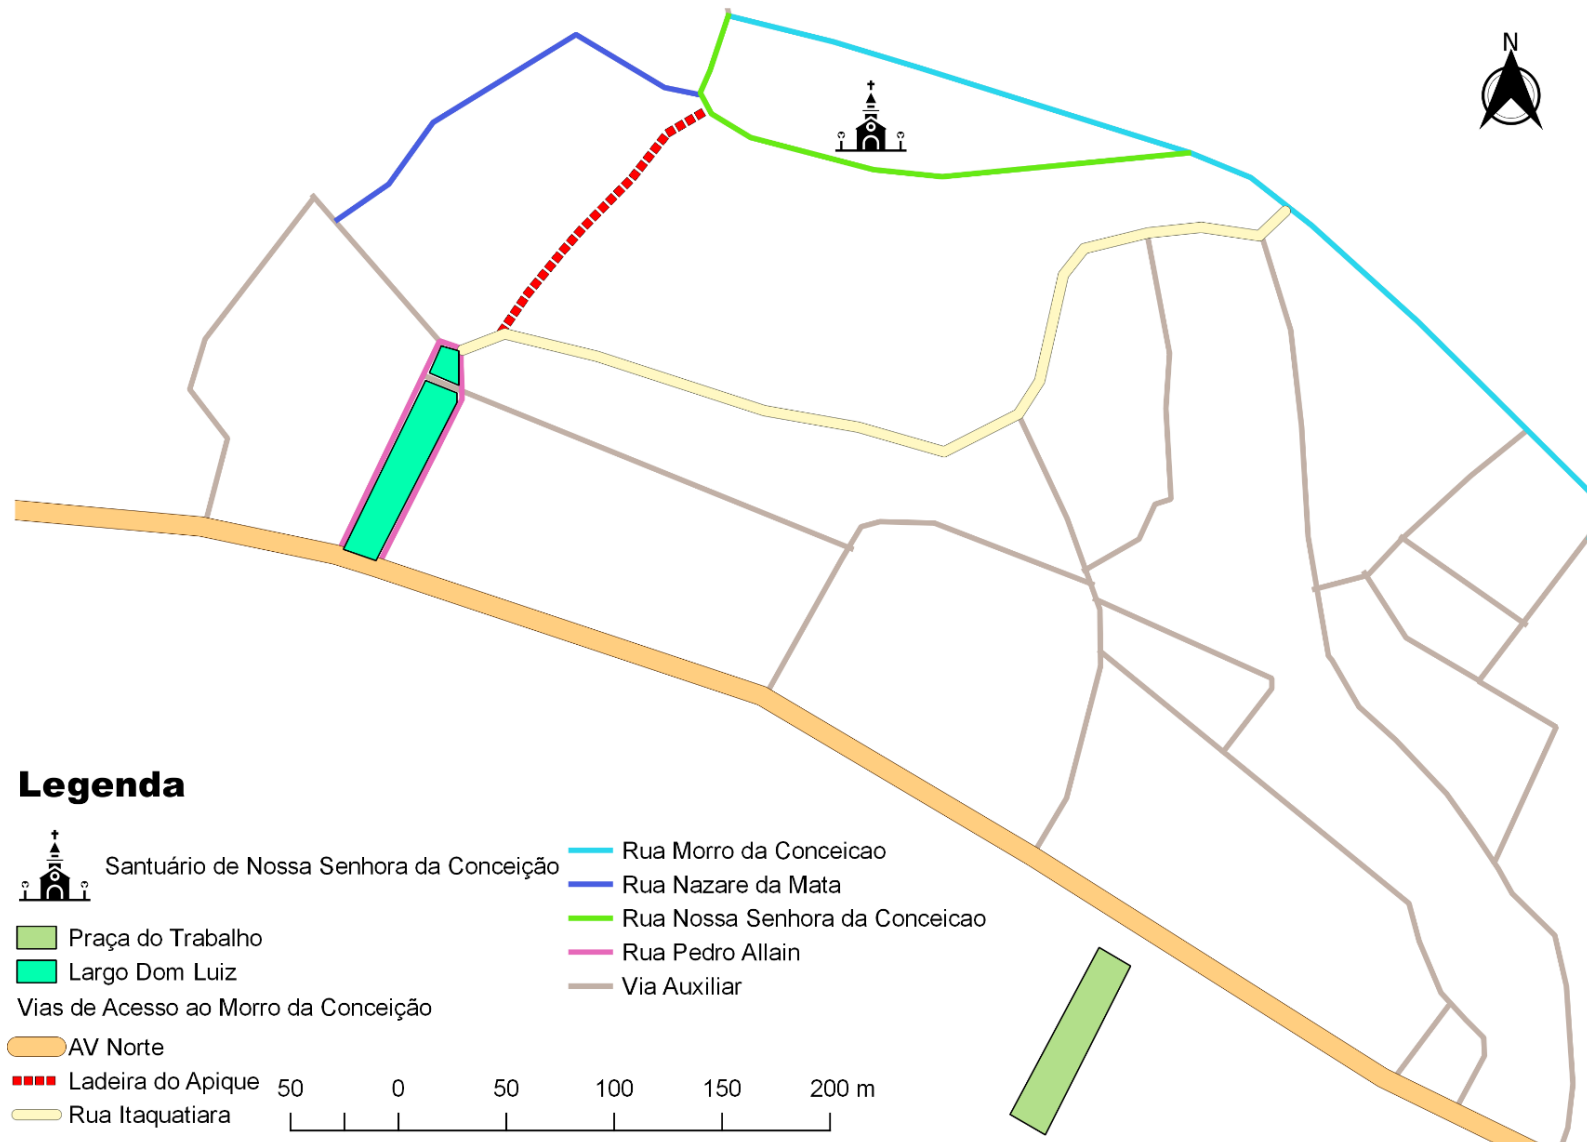 N
Legenda
Santuário de Nossa Senhora da Conceição
Praça do Trabalho
Largo Dom Luiz
Vias de Acesso ao Morro da Conceição
AV Norte
Ladeira do Apique
Rua Itaquatiara
Rua Morro da Conceicao
Rua Nazare da Mata
Rua Nossa Senhora da Conceicao
Rua Pedro Allain
Via Auxiliar
50 0 50 100 150 200 m